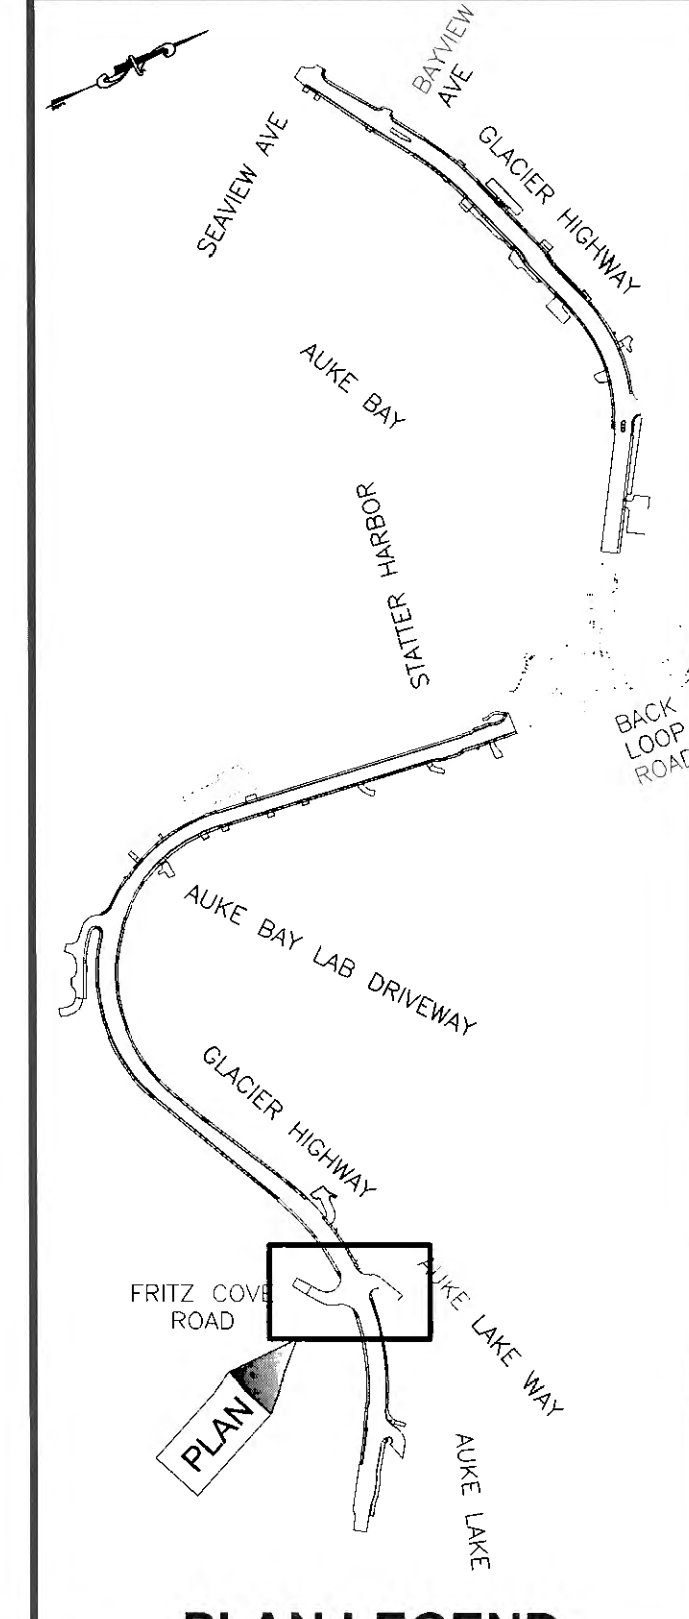 BAYVIEW
AVE
SEAVIEW AVE
GLACIER HIGHWAY
AUKE BAY
STATTER HARBOR
BACK
LOOP
ROAD
AUKE BAY LAB DRIVEWAY
GLACIER HIGHWAY
FRITZ COVE
ROAD
AUKE LAKE WAY
PLAN
AUKE LAKE
PLAN LEGEND